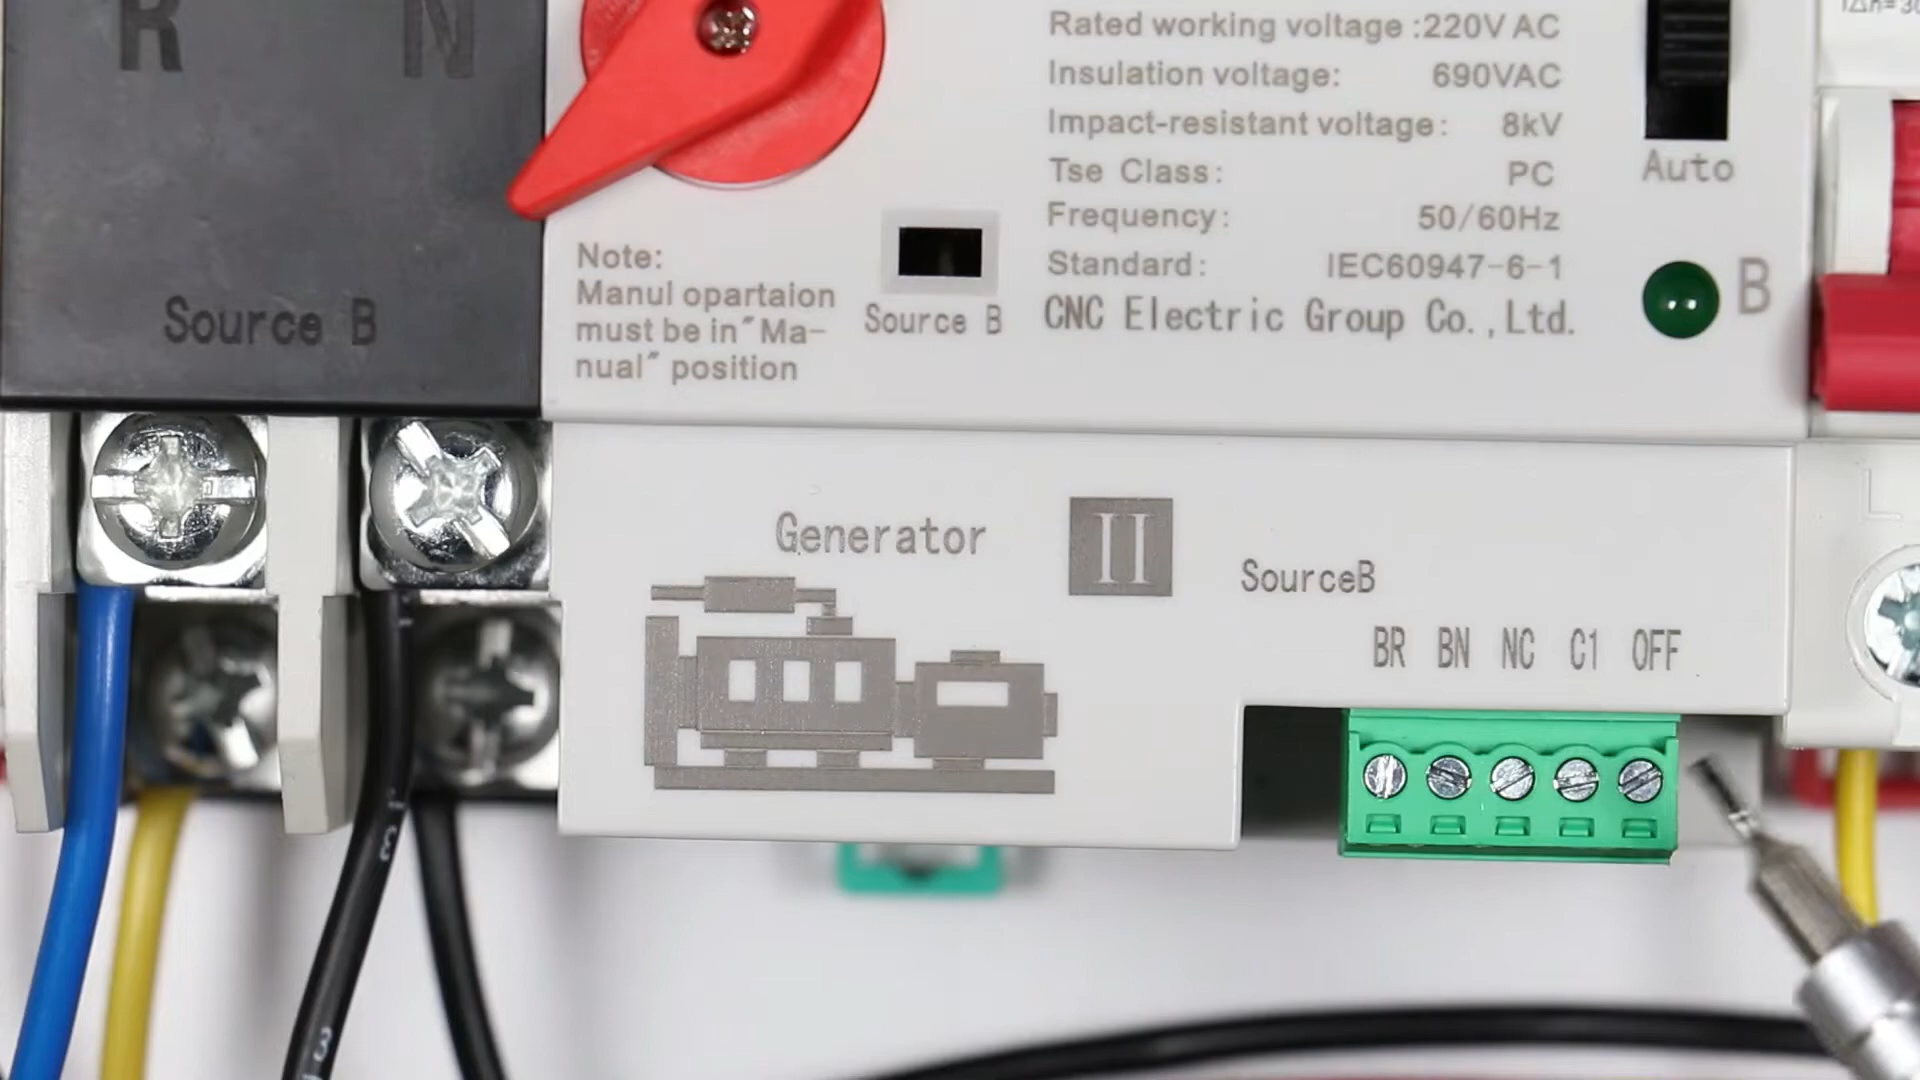 R N
Source B
Rated working voltage :220V AC
Insulation voltage: 690VAC
Impact-resistant voltage: 8kV
Tse Class: PC
Frequency: 50/60Hz
Standard: IEC60947-6-1
CNC Electric Group Co.,Ltd.
Note:
Manul opartaion
must be in "Ma-
nual" position
Source B
Auto
B
Generator
II
SourceB
BR BN NC C1 OFF
L
3
3